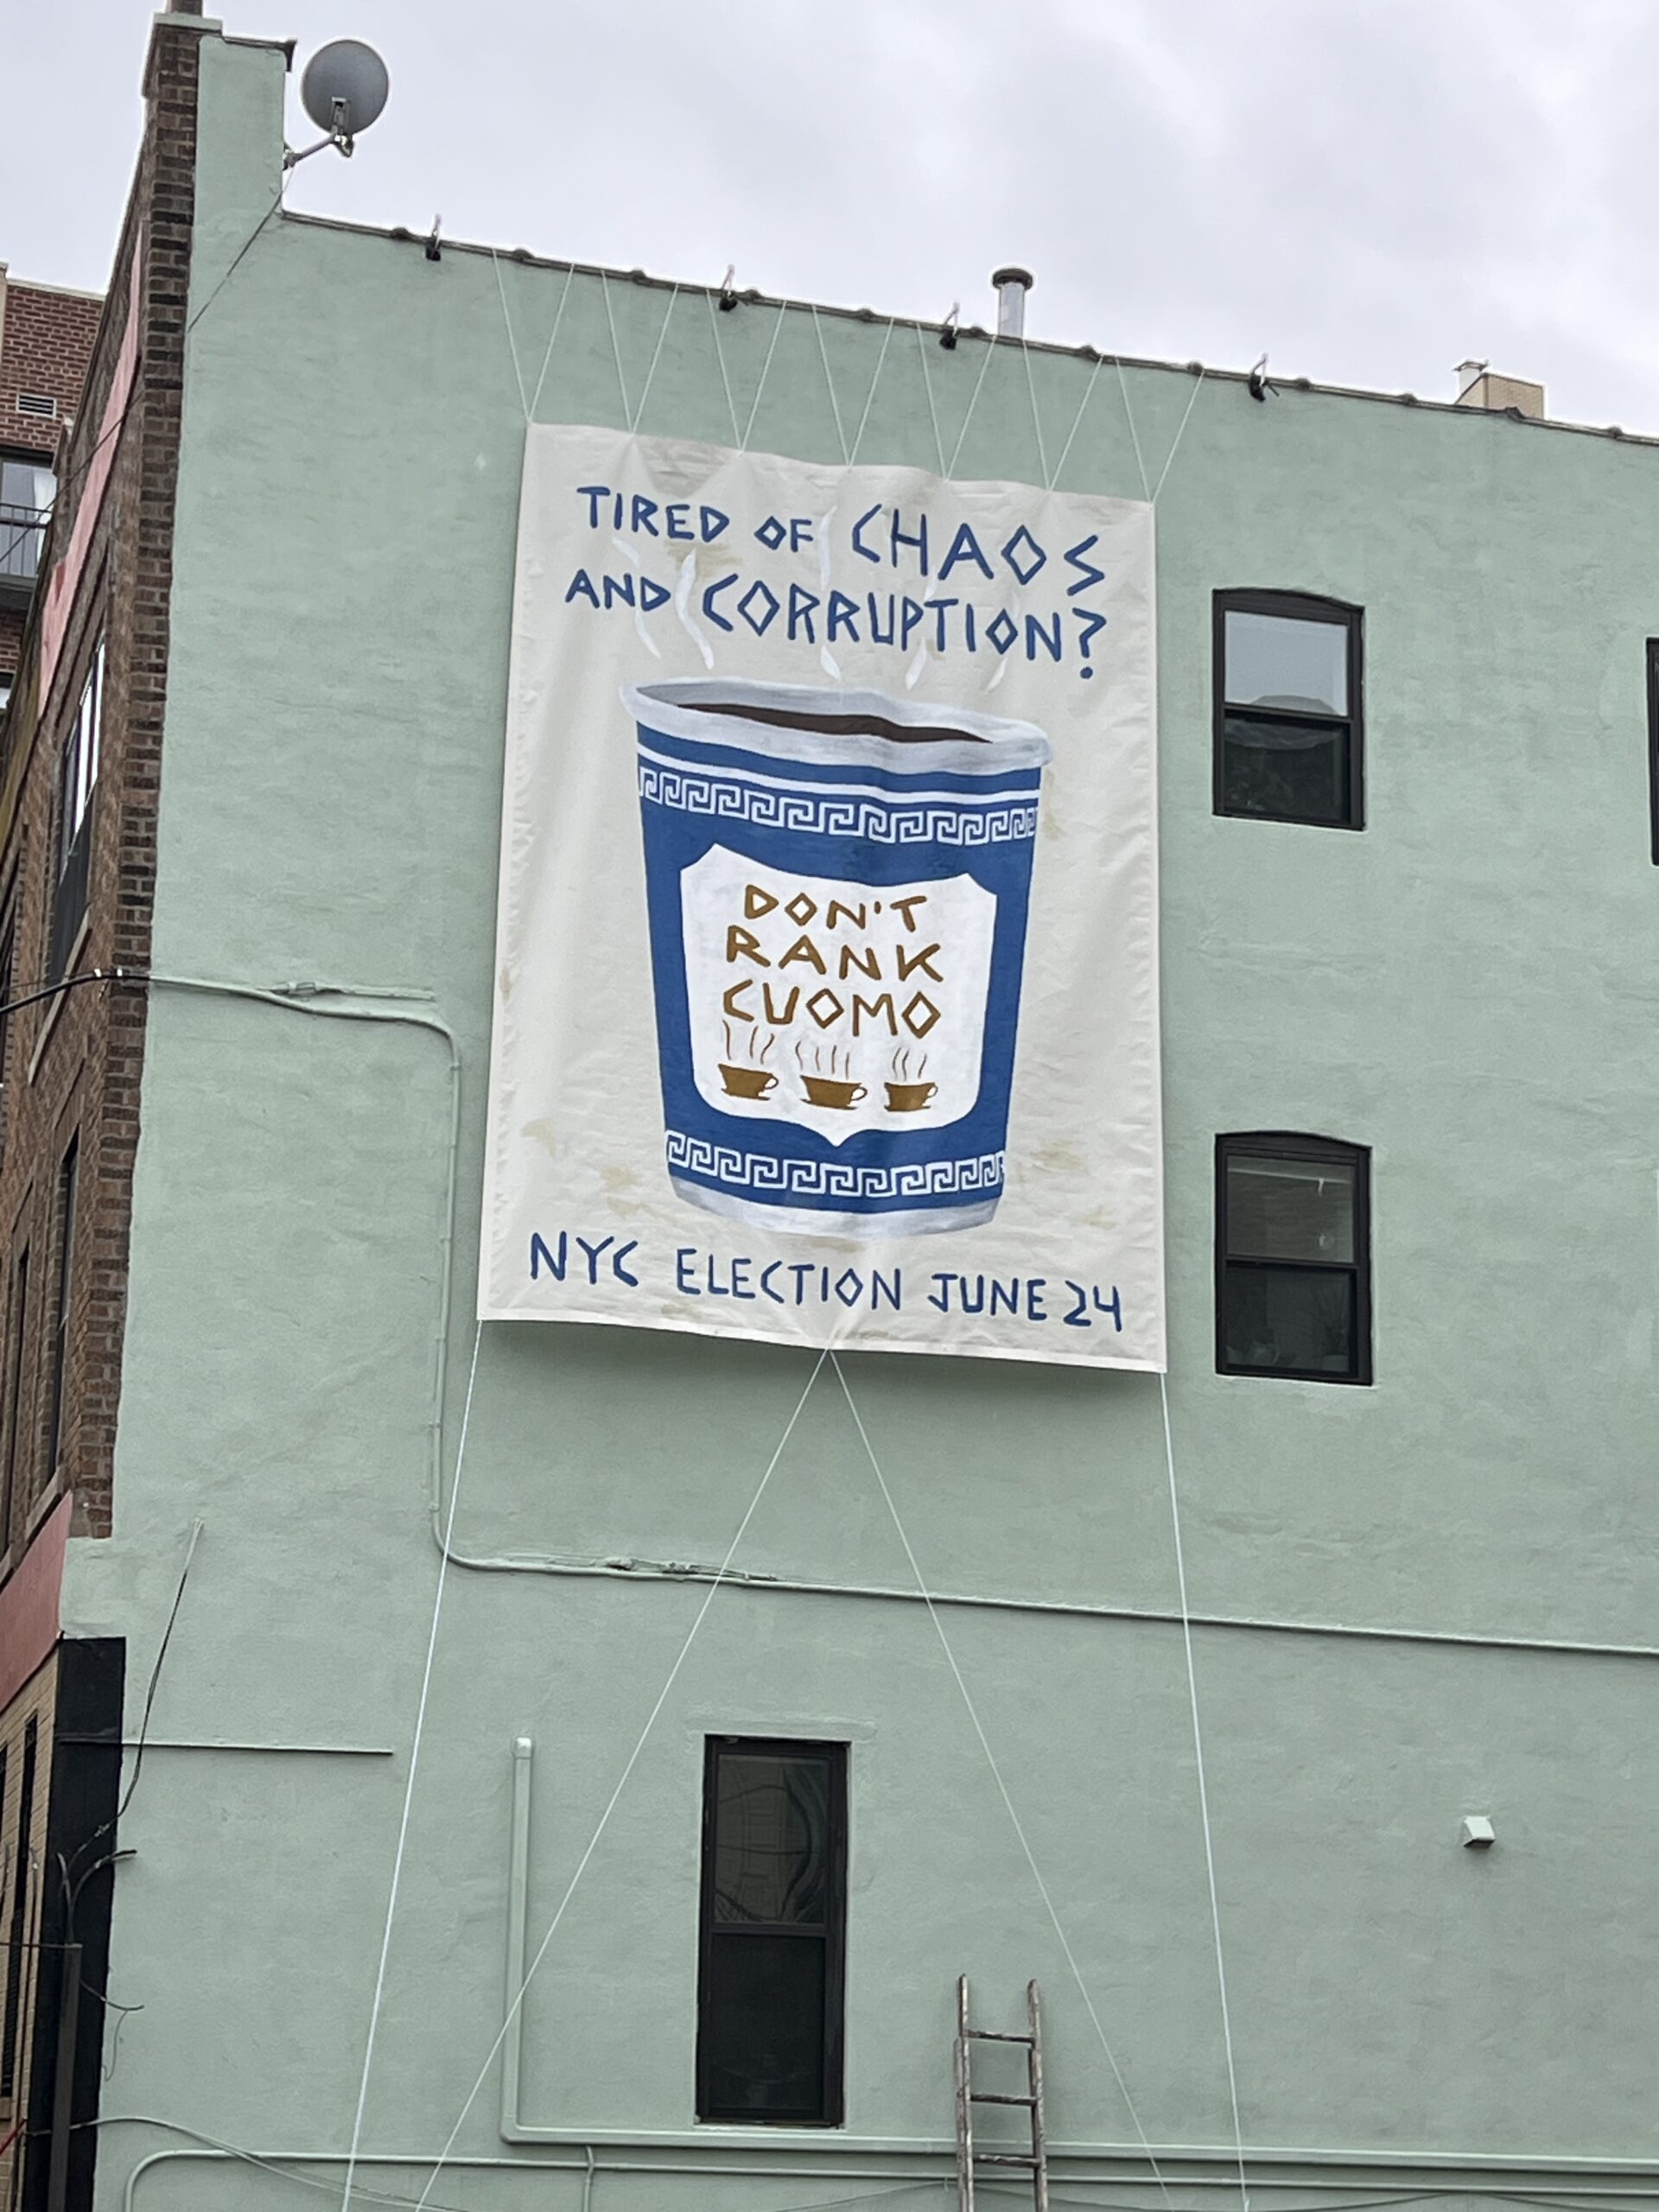 TIRED OF CHAOS
AND CORRUPTION?
DON'T
RANK
CUOMO
NYC ELECTION JUNE 24